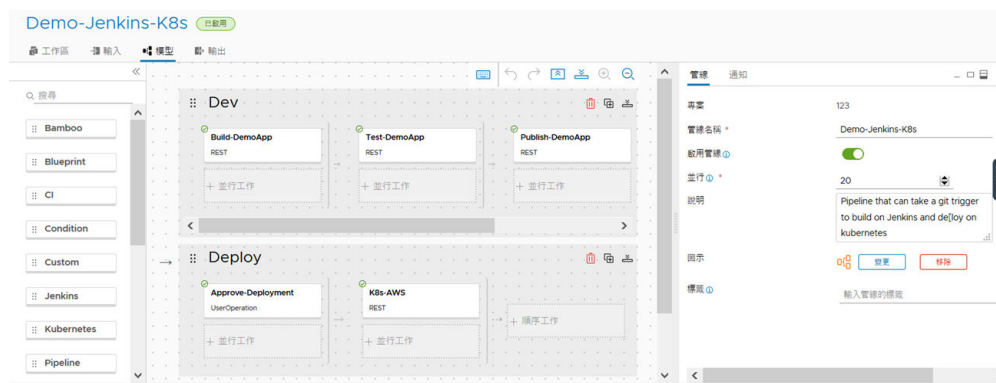 Demo-Jenkins-K8s 已啟用
工作區 輸入 模型 輸出
搜尋
Bamboo
Blueprint
CI
Condition
Custom
Jenkins
Kubernetes
Pipeline
Dev
Build-DemoApp
REST
+ 並行工作
Test-DemoApp
REST
+ 並行工作
Publish-DemoApp
REST
+ 並行工作
Deploy
Approve-Deployment
UserOperation
+ 並行工作
K8s-AWS
REST
+ 並行工作
+ 順序工作
管線 通知
專案 123
管線名稱 * Demo-Jenkins-K8s
啟用管線
並行 * 20
說明
Pipeline that can take a git trigger
to build on Jenkins and de[loy on
kubernetes
圖示 變更 移除
標籤 輸入管線的標籤